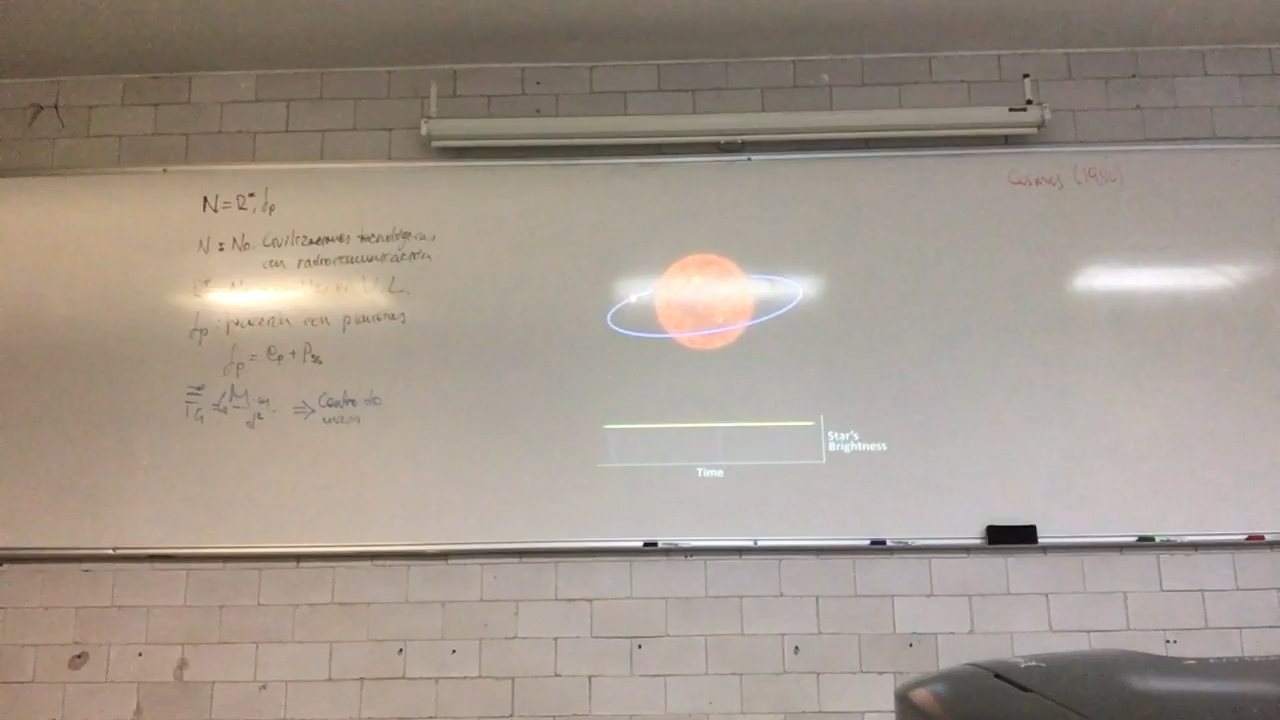 N = R*, fp
N = No. Civilizaciones tecnológicas
con radiocomunicación
fp: fracción con planetas
fp = ep + P%
M·m
d²
⇒ Centro de
masa
Cosmos (1980)
Star's
Brightness
Time